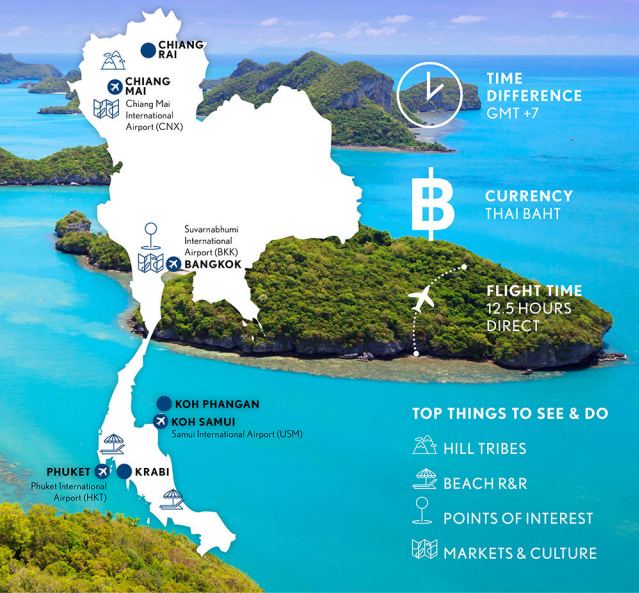 CHIANG
RAI
CHIANG
MAI
Chiang Mai
International
Airport (CNX)
Suvarnabhumi
International
Airport (BKK)
BANGKOK
KOH PHANGAN
KOH SAMUI
Samui International Airport (USM)
PHUKET
Phuket International
Airport (HKT)
KRABI
TIME
DIFFERENCE
GMT +7
CURRENCY
THAI BAHT
FLIGHT TIME
12.5 HOURS
DIRECT
TOP THINGS TO SEE & DO
HILL TRIBES
BEACH R&R
POINTS OF INTEREST
MARKETS & CULTURE